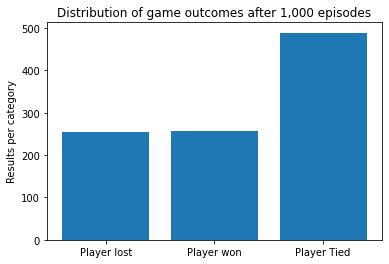 Distribution of game outcomes after 1,000 episodes
Results per category
500
400
300
200
100
0
Player lost
Player won
Player Tied